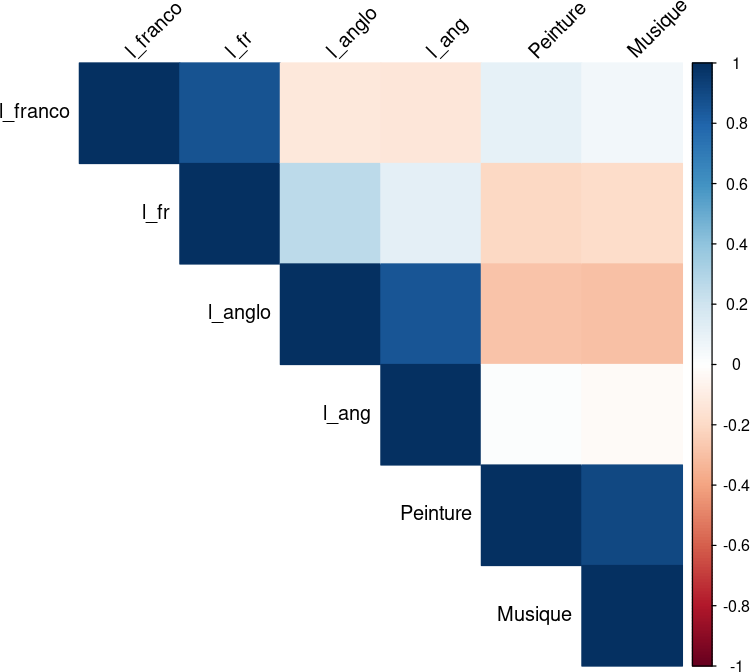 l_franco
l_fr
l_anglo
l_ang
Peinture
Musique
l_franco
l_fr
l_anglo
l_ang
Peinture
Musique
1
0.8
0.6
0.4
0.2
0
-0.2
-0.4
-0.6
-0.8
-1